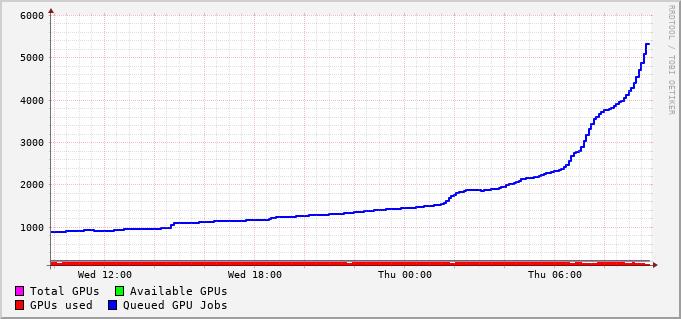 6000
5000
4000
3000
2000
1000
Wed 12:00 Wed 18:00 Thu 00:00 Thu 06:00
Total GPUs Available GPUs
GPUs used Queued GPU Jobs
RRDTOOL / TOBI OETIKER